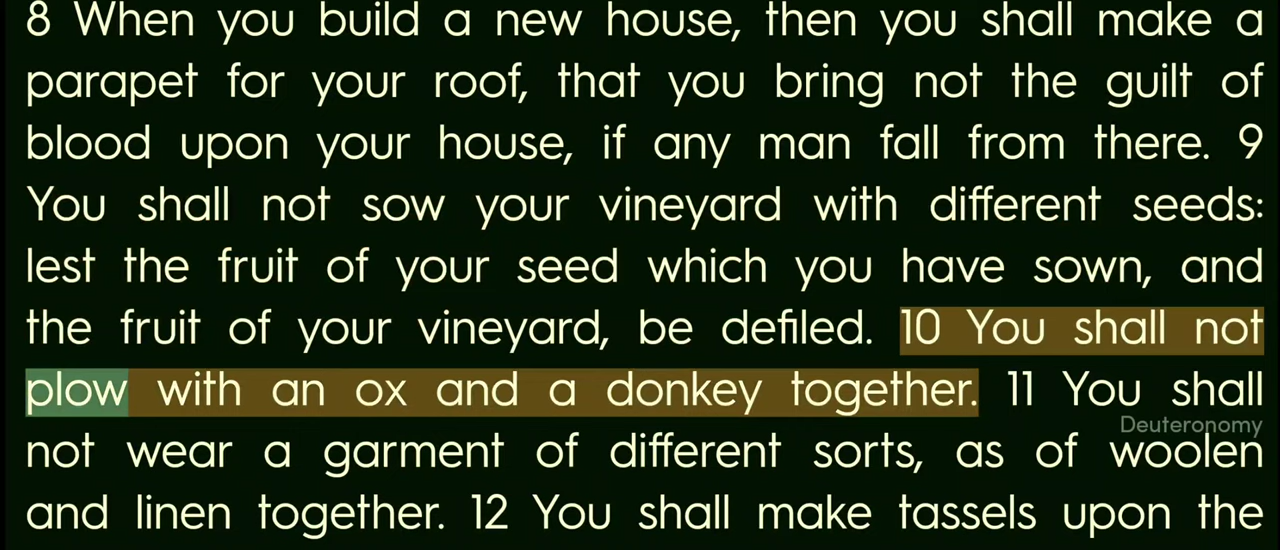 8 When you build a new house, then you shall make a
parapet for your roof, that you bring not the guilt of
blood upon your house, if any man fall from there. 9
You shall not sow your vineyard with different seeds:
lest the fruit of your seed which you have sown, and
the fruit of your vineyard, be defiled. 10 You shall not
plow with an ox and a donkey together. 11 You shall
Deuteronomy
not wear a garment of different sorts, as of woolen
and linen together. 12 You shall make tassels upon the